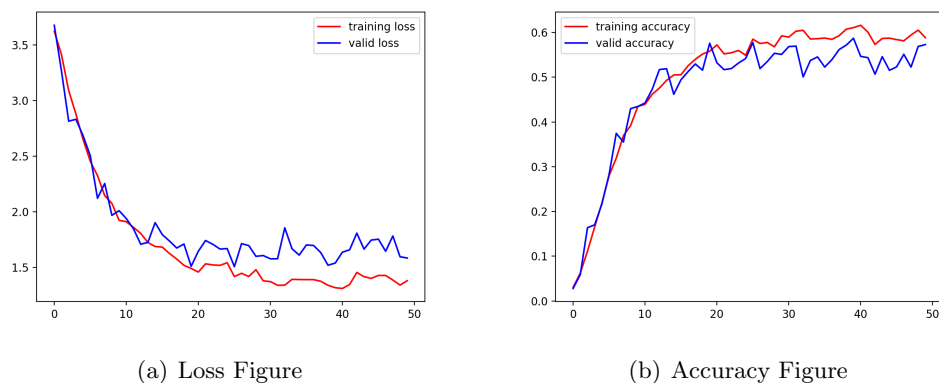 training loss
valid loss
3.5
3.0
2.5
2.0
1.5
0 10 20 30 40 50
(a) Loss Figure
training accuracy
valid accuracy
0.6
0.5
0.4
0.3
0.2
0.1
0.0
0 10 20 30 40 50
(b) Accuracy Figure